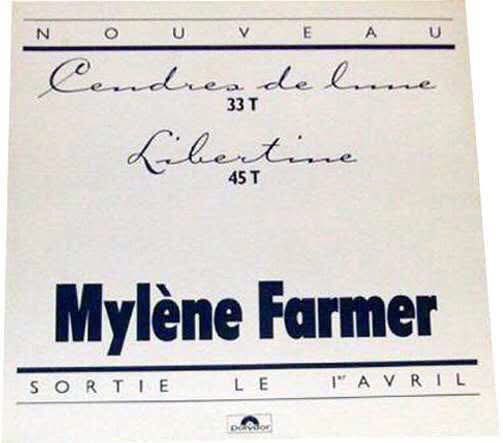 NOUVEAU
Cendres de lune
33 T
Libertine
45 T
Mylène Farmer
SORTIE LE 1er AVRIL
polydor